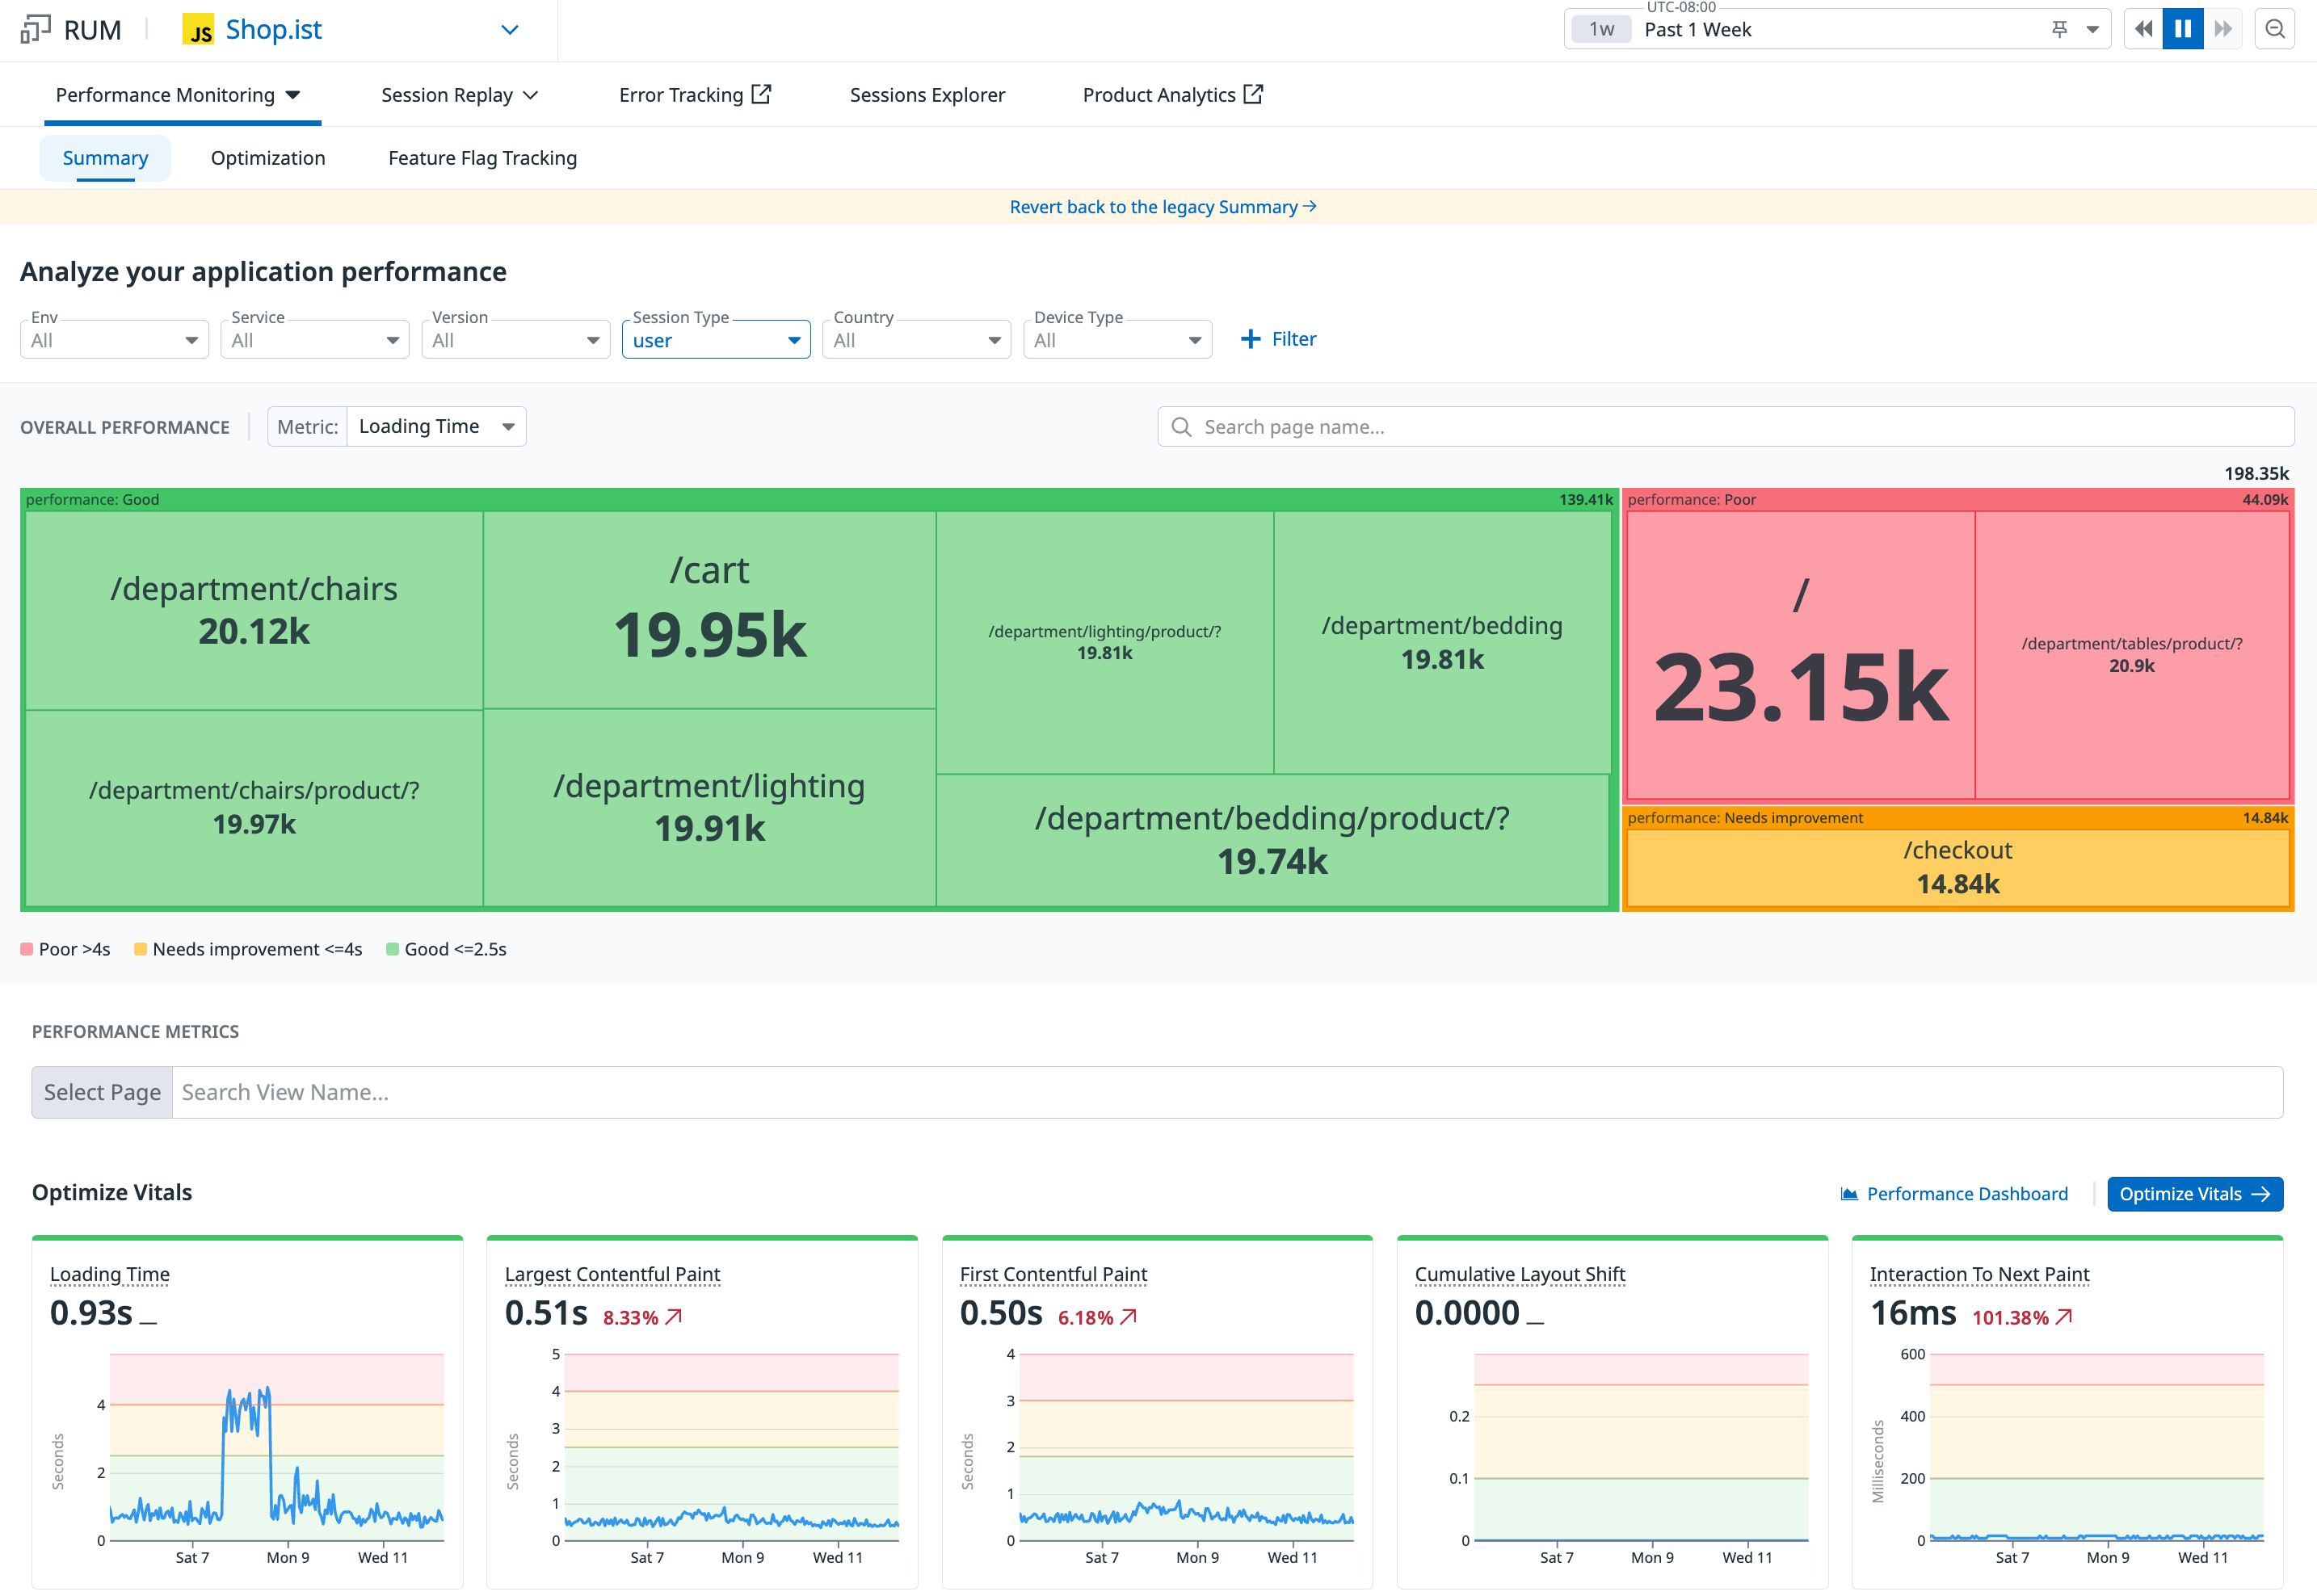 RUM
JS Shop.ist
UTC-08:00
1w Past 1 Week
Performance Monitoring
Session Replay
Error Tracking
Sessions Explorer
Product Analytics
Summary
Optimization
Feature Flag Tracking
Revert back to the legacy Summary
Analyze your application performance
Env
All
Service
All
Version
All
Session Type
user
Country
All
Device Type
All
Filter
OVERALL PERFORMANCE
Metric: Loading Time
Search page name...
198.35k
performance: Good 139.41k
/department/chairs
20.12k
/cart
19.95k
/department/lighting/product/?
19.81k
/department/bedding
19.81k
/department/chairs/product/?
19.97k
/department/lighting
19.91k
/department/bedding/product/?
19.74k
performance: Poor 44.09k
/
23.15k
/department/tables/product/?
20.9k
performance: Needs improvement 14.84k
/checkout
14.84k
Poor >4s
Needs improvement <=4s
Good <=2.5s
PERFORMANCE METRICS
Select Page Search View Name...
Optimize Vitals
Performance Dashboard
Optimize Vitals
Loading Time
0.93s
Seconds
4
2
0
Sat 7 Mon 9 Wed 11
Largest Contentful Paint
0.51s 8.33%
Seconds
5
4
3
2
1
0
Sat 7 Mon 9 Wed 11
First Contentful Paint
0.50s 6.18%
Seconds
4
3
2
1
0
Sat 7 Mon 9 Wed 11
Cumulative Layout Shift
0.0000
0.2
0.1
0
Sat 7 Mon 9 Wed 11
Interaction To Next Paint
16ms 101.38%
Milliseconds
600
400
200
0
Sat 7 Mon 9 Wed 11